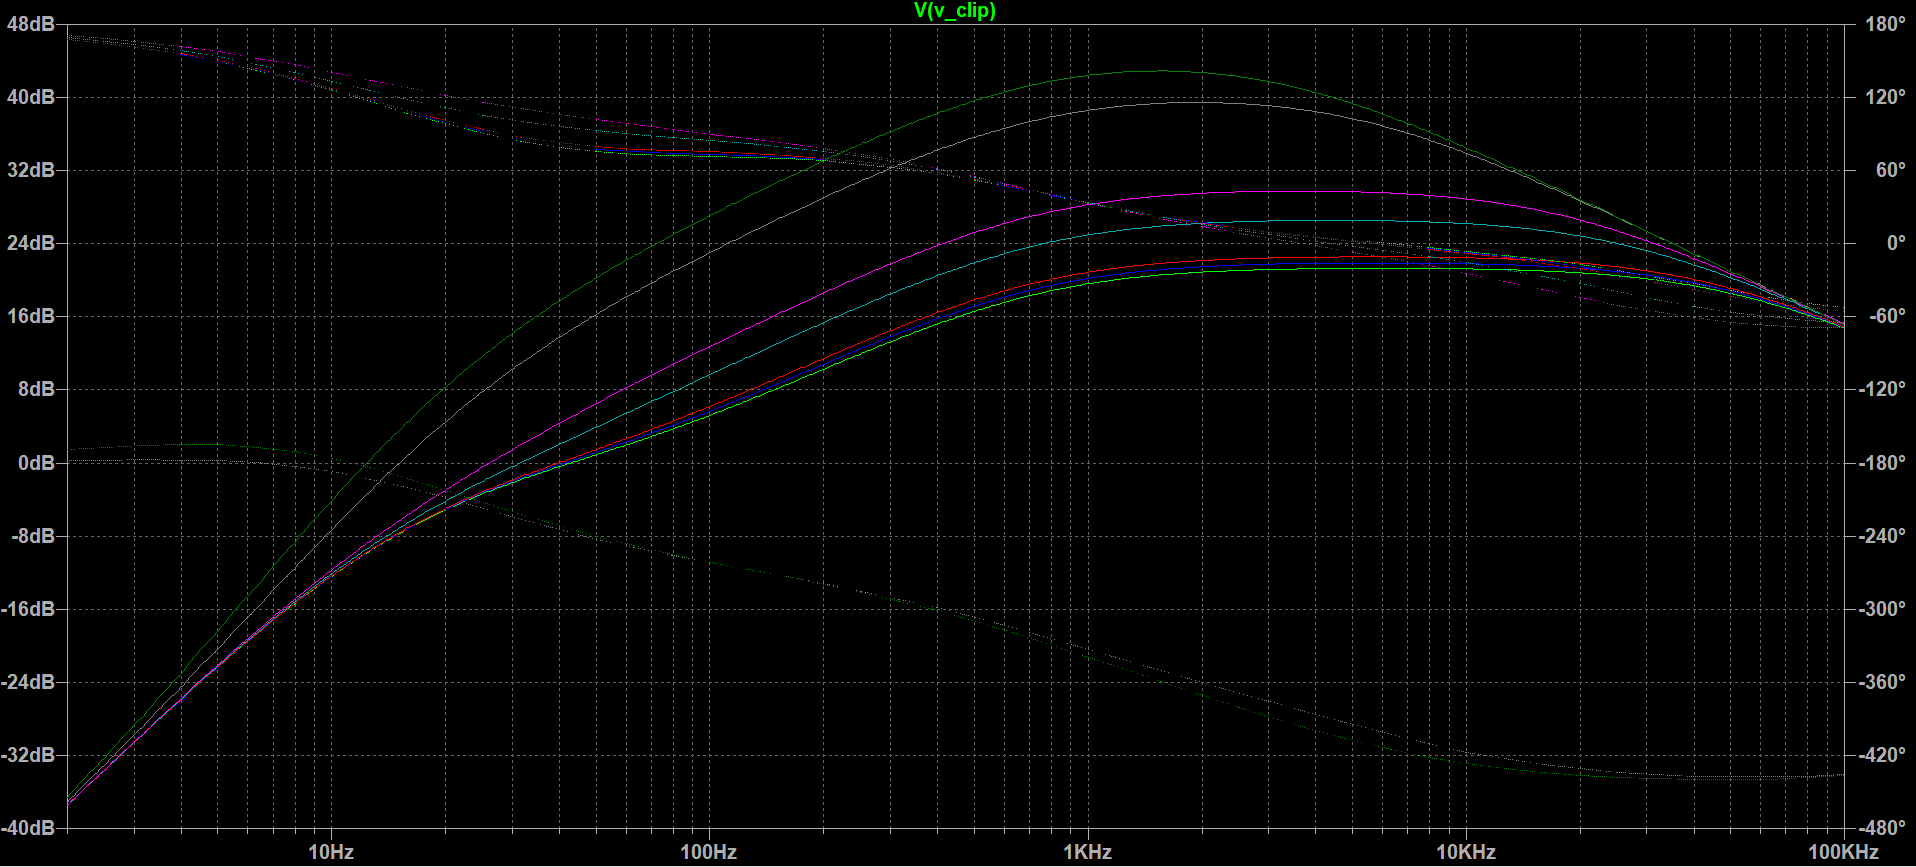 V(v_clip)
48dB 180°
40dB 120°
32dB 60°
24dB 0°
16dB -60°
8dB -120°
0dB -180°
-8dB -240°
-16dB -300°
-24dB -360°
-32dB -420°
-40dB -480°
10Hz 100Hz 1KHz 10KHz 100KHz